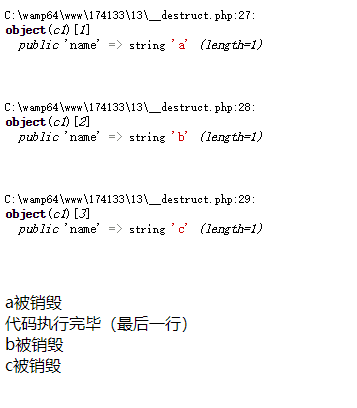 C:\wamp64\www\174133\13\__destruct.php:27:
object(c1)[1]
public 'name' => string 'a' (length=1)
C:\wamp64\www\174133\13\__destruct.php:28:
object(c1)[2]
public 'name' => string 'b' (length=1)
C:\wamp64\www\174133\13\__destruct.php:29:
object(c1)[3]
public 'name' => string 'c' (length=1)
a被销毁
代码执行完毕（最后一行）
b被销毁
c被销毁